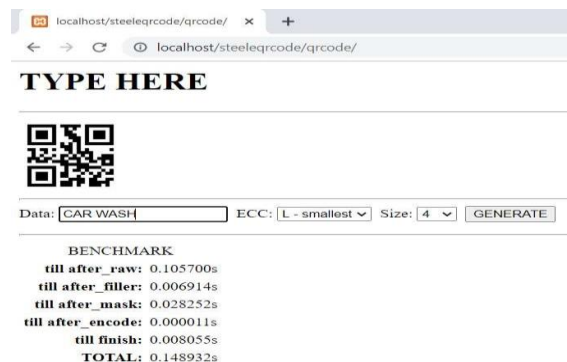 localhost/steeleqrcode/qrcode/ × +
localhost/steeleqrcode/qrcode/
TYPE HERE
Data: CAR WASH ECC: L - smallest Size: 4 GENERATE
BENCHMARK
till after_raw: 0.105700s
till after_filler: 0.006914s
till after_mask: 0.028252s
till after_encode: 0.000011s
till finish: 0.008055s
TOTAL: 0.148932s